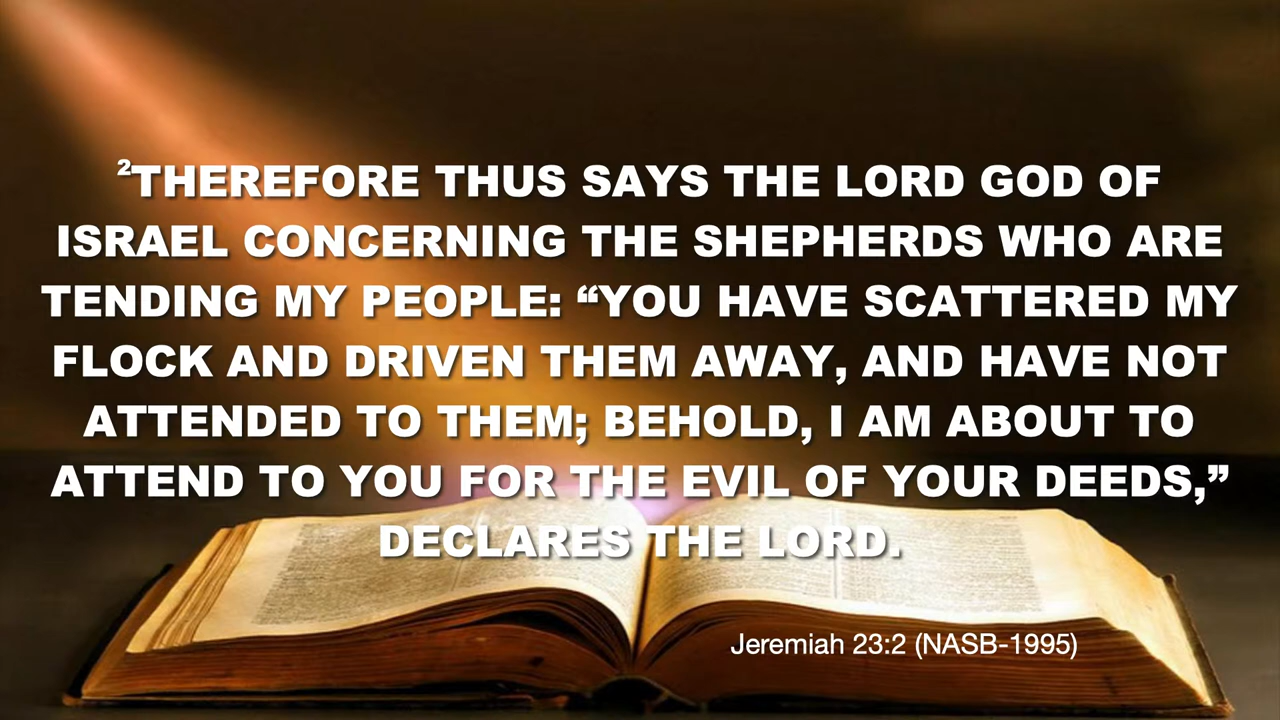 ²THEREFORE THUS SAYS THE LORD GOD OF
ISRAEL CONCERNING THE SHEPHERDS WHO ARE
TENDING MY PEOPLE: “YOU HAVE SCATTERED MY
FLOCK AND DRIVEN THEM AWAY, AND HAVE NOT
ATTENDED TO THEM; BEHOLD, I AM ABOUT TO
ATTEND TO YOU FOR THE EVIL OF YOUR DEEDS,”
DECLARES THE LORD.
Jeremiah 23:2 (NASB-1995)